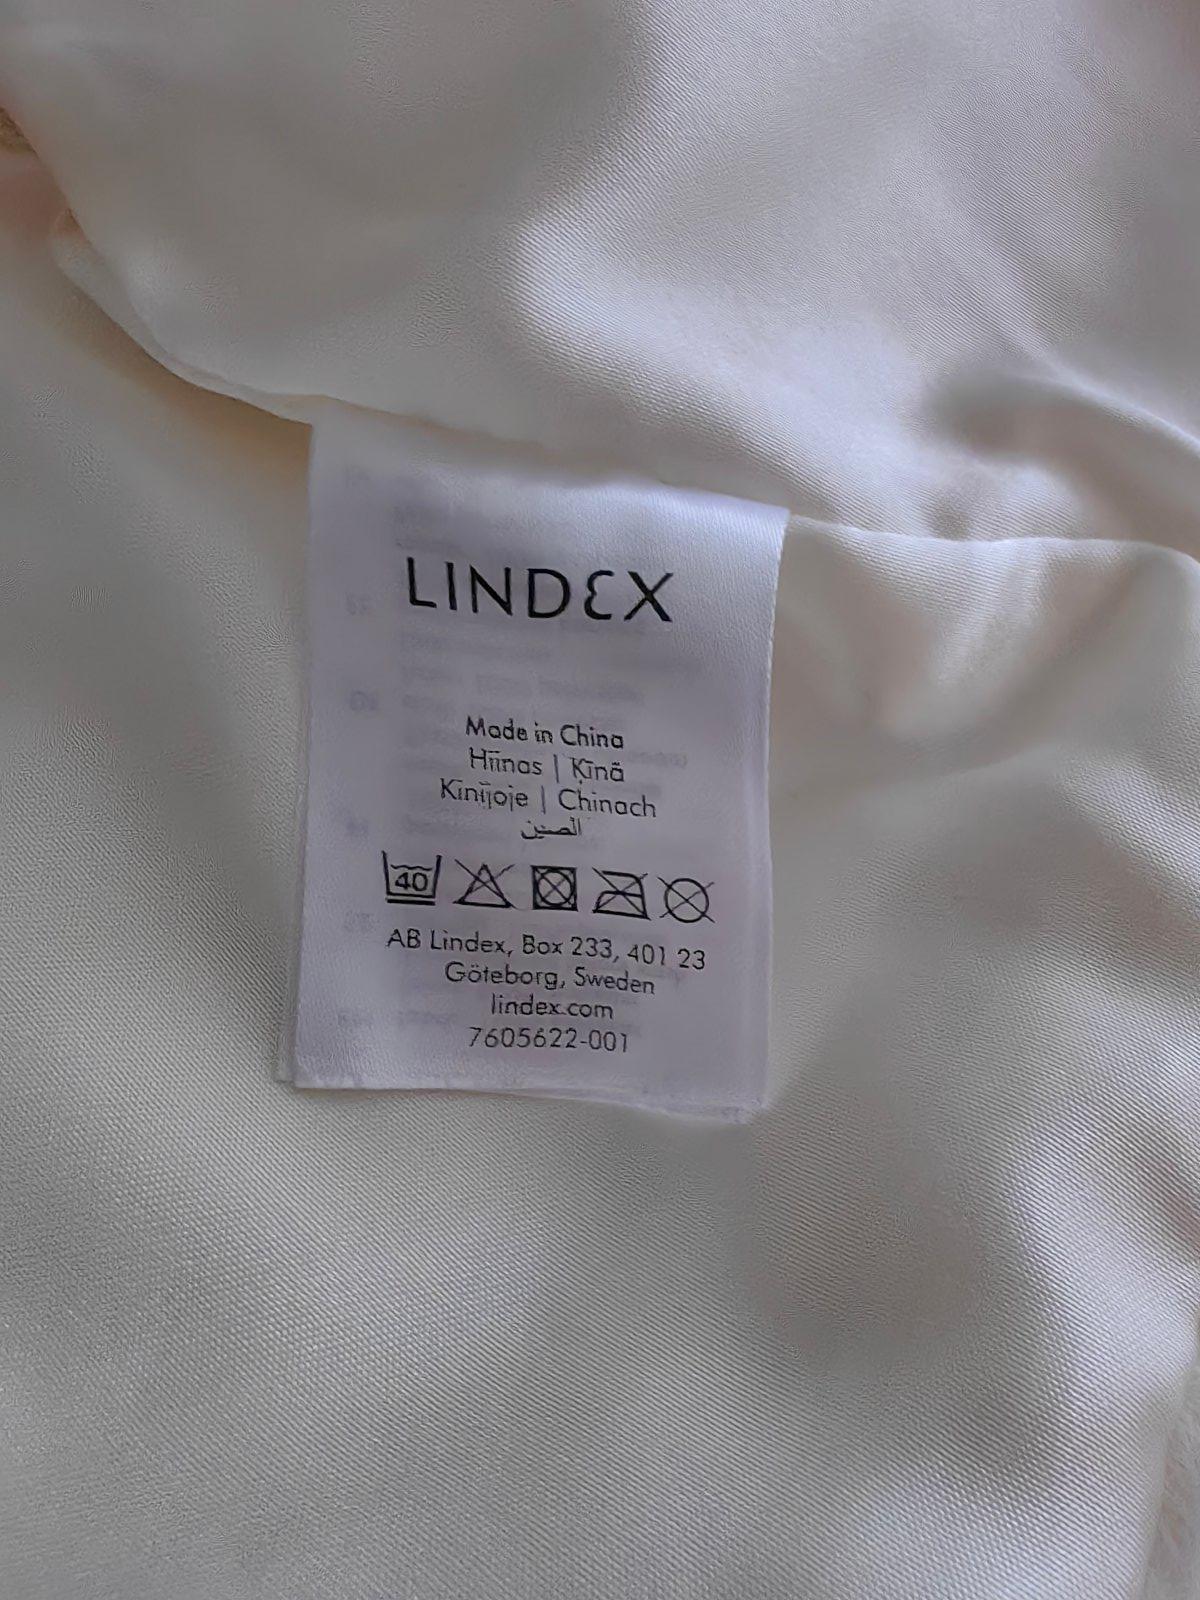 LINDEX
Made in China
Hiinas | Ķīnā
Kinijoje | Chinach
الصين
40
AB Lindex, Box 233, 401 23
Göteborg, Sweden
lindex.com
7605622-001